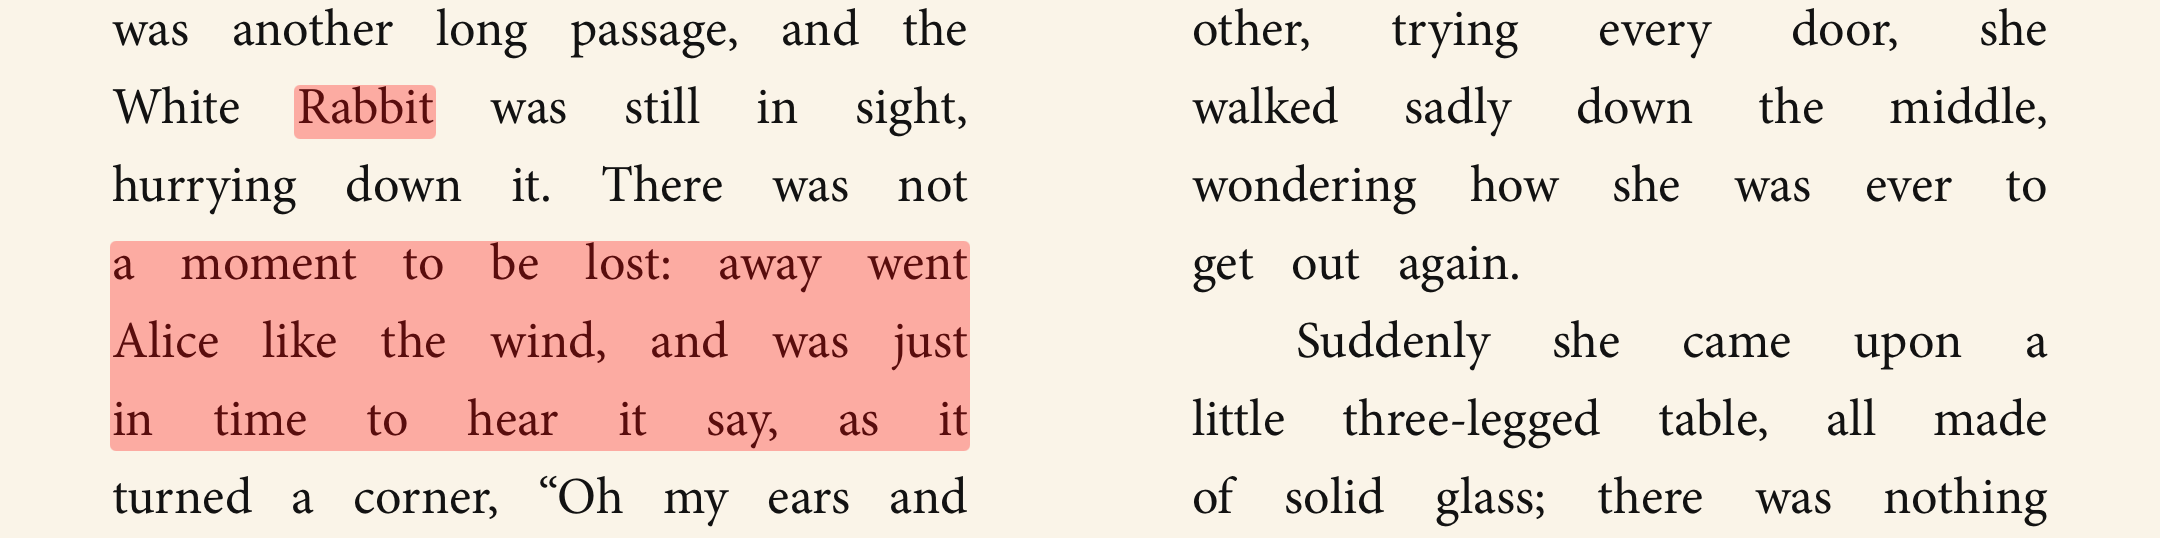 was another long passage, and the
White Rabbit was still in sight,
hurrying down it. There was not
a moment to be lost: away went
Alice like the wind, and was just
in time to hear it say, as it
turned a corner, “Oh my ears and
other, trying every door, she
walked sadly down the middle,
wondering how she was ever to
get out again.
Suddenly she came upon a
little three-legged table, all made
of solid glass; there was nothing